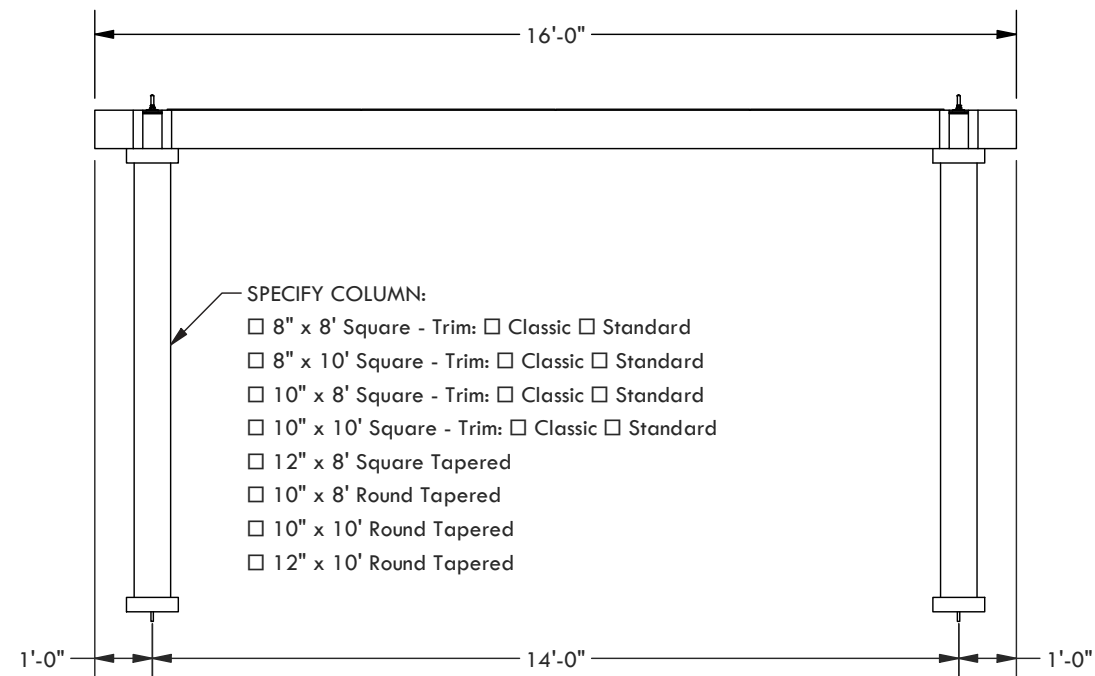 16'-0"
SPECIFY COLUMN:
☐ 8" x 8' Square - Trim: ☐ Classic ☐ Standard
☐ 8" x 10' Square - Trim: ☐ Classic ☐ Standard
☐ 10" x 8' Square - Trim: ☐ Classic ☐ Standard
☐ 10" x 10' Square - Trim: ☐ Classic ☐ Standard
☐ 12" x 8' Square Tapered
☐ 10" x 8' Round Tapered
☐ 10" x 10' Round Tapered
☐ 12" x 10' Round Tapered
1'-0" 14'-0" 1'-0"